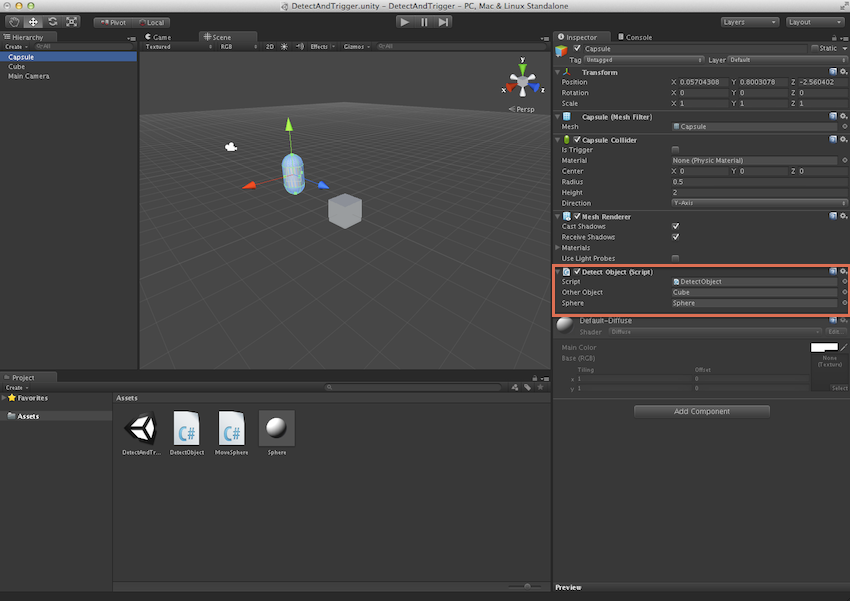 DetectAndTrigger.unity - DetectAndTrigger - PC, Mac & Linux Standalone
Pivot Local
Layers Layout
Hierarchy
Create All
Capsule
Cube
Main Camera
Game Scene
Textured RGB 2D Effects Gizmos All
y
x z
Persp
Inspector Console
Capsule Static
Tag Untagged Layer Default
Transform
Position X 0.05704308 Y 0.8003078 Z -2.560402
Rotation X 0 Y 0 Z 0
Scale X 1 Y 1 Z 1
Capsule (Mesh Filter)
Mesh Capsule
Capsule Collider
Is Trigger
Material None (Physic Material)
Center X 0 Y 0 Z 0
Radius 0.5
Height 2
Direction Y-Axis
Mesh Renderer
Cast Shadows
Receive Shadows
Materials
Use Light Probes
Detect Object (Script)
Script DetectObject
Other Object Cube
Sphere Sphere
Default-Diffuse
Shader Diffuse Edit...
Main Color
Base (RGB) None
(Texture)
Tiling Offset
x 1 0
y 1 0 Select
Add Component
Preview
Project
Create
Favorites
Assets
Assets
DetectAndTr...
DetectObject
MoveSphere
Sphere
C#
C#